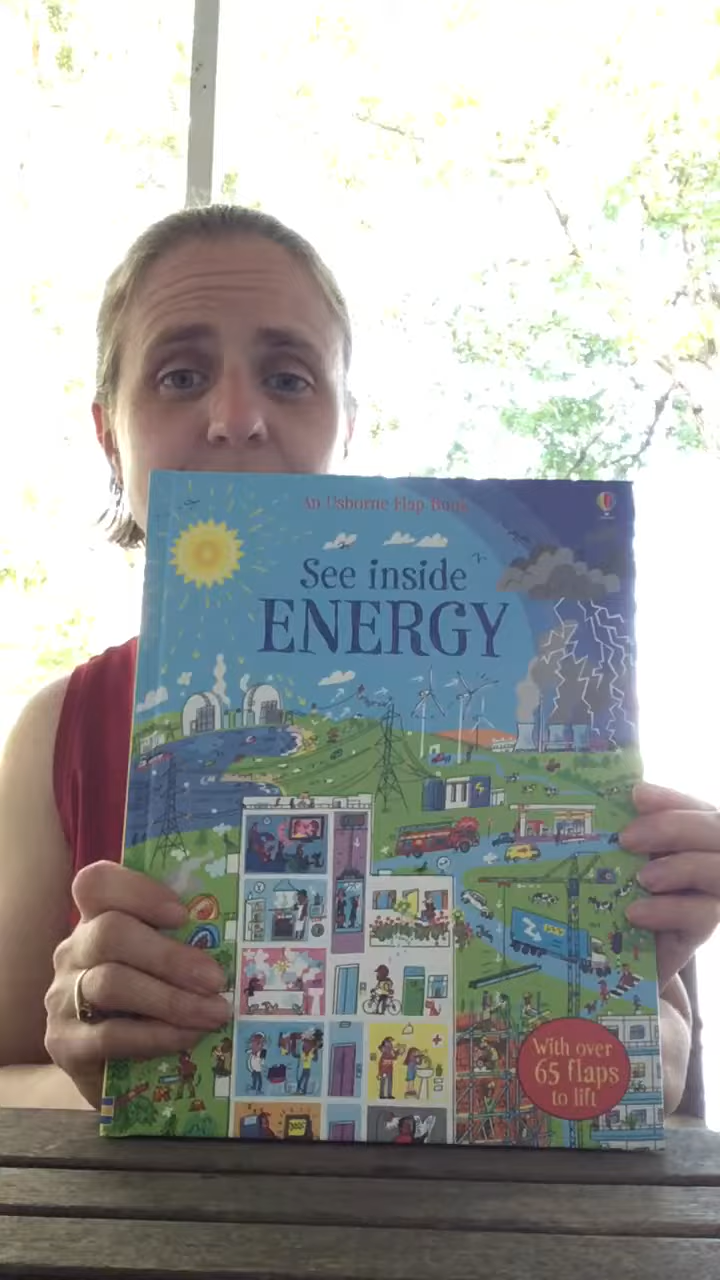 An Usborne Flap Book
See inside
ENERGY
With over
65 flaps
to lift